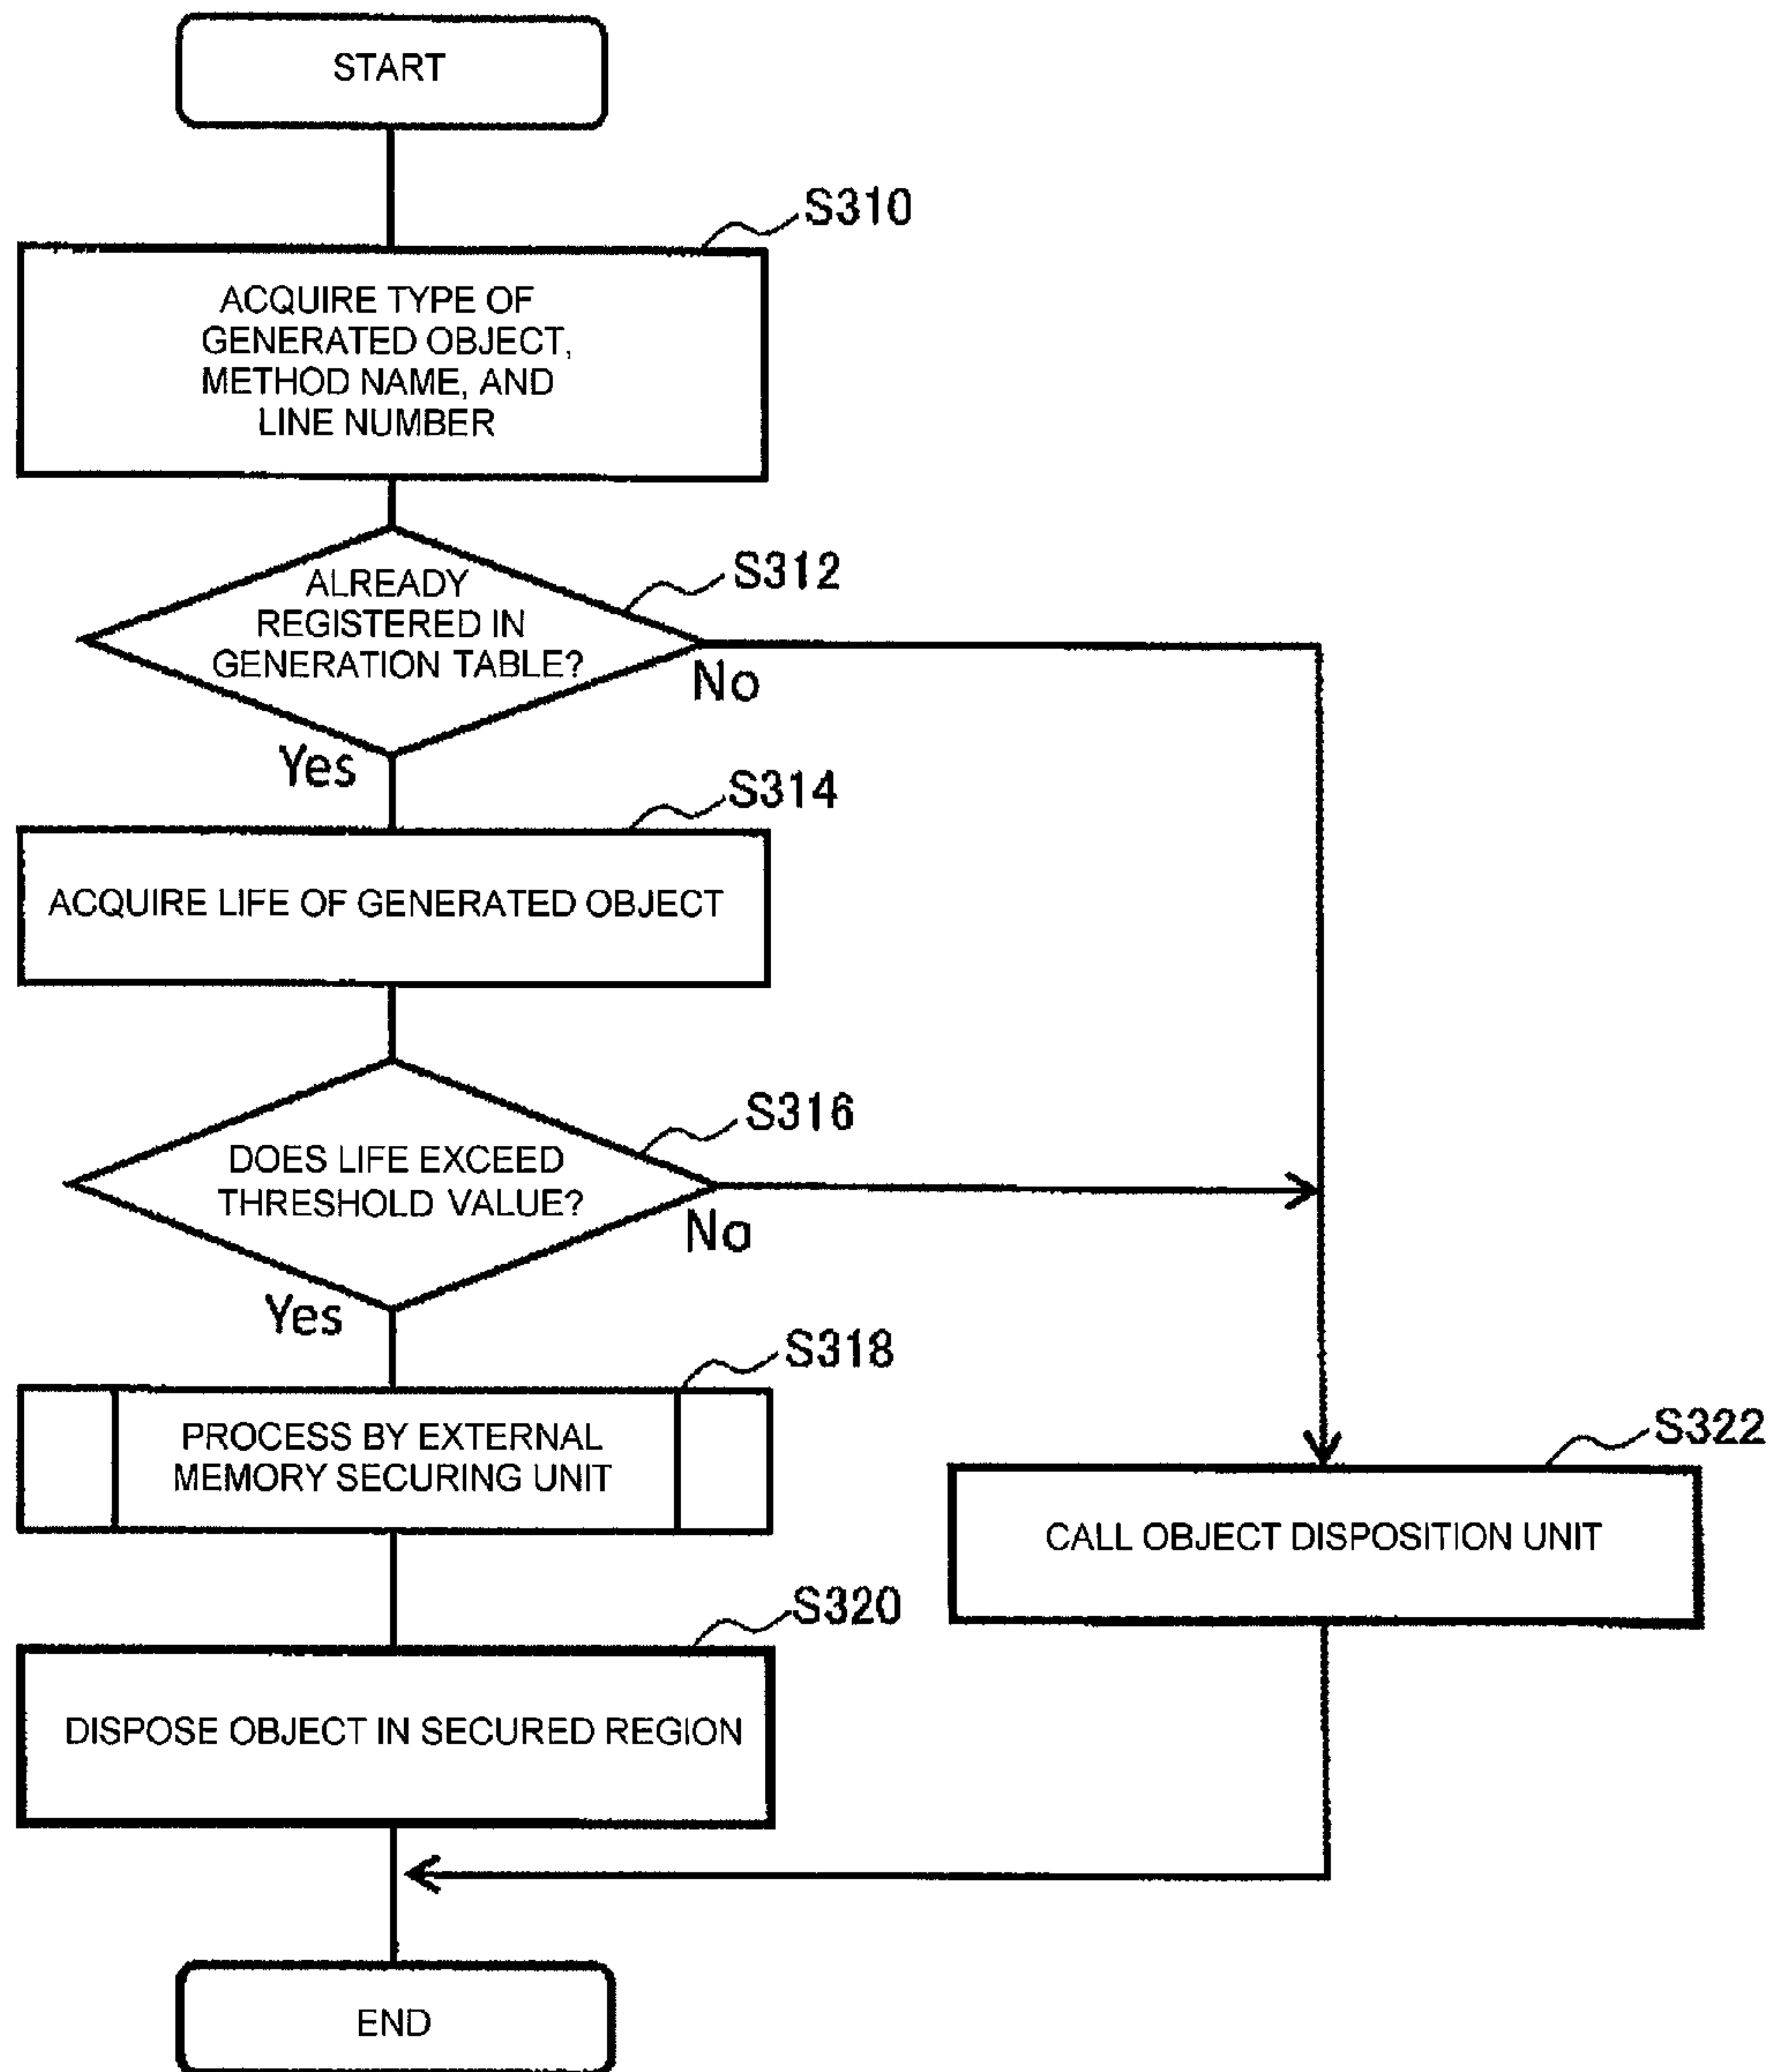 START
S310
ACQUIRE TYPE OF
GENERATED OBJECT,
METHOD NAME, AND
LINE NUMBER
S312
ALREADY
REGISTERED IN
GENERATION TABLE?
No
Yes
S314
ACQUIRE LIFE OF GENERATED OBJECT
S316
DOES LIFE EXCEED
THRESHOLD VALUE?
No
Yes
S318
PROCESS BY EXTERNAL
MEMORY SECURING UNIT
S322
CALL OBJECT DISPOSITION UNIT
S320
DISPOSE OBJECT IN SECURED REGION
END